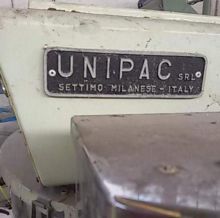 UNIPAC SRL
SETTIMO MILANESE - ITALY